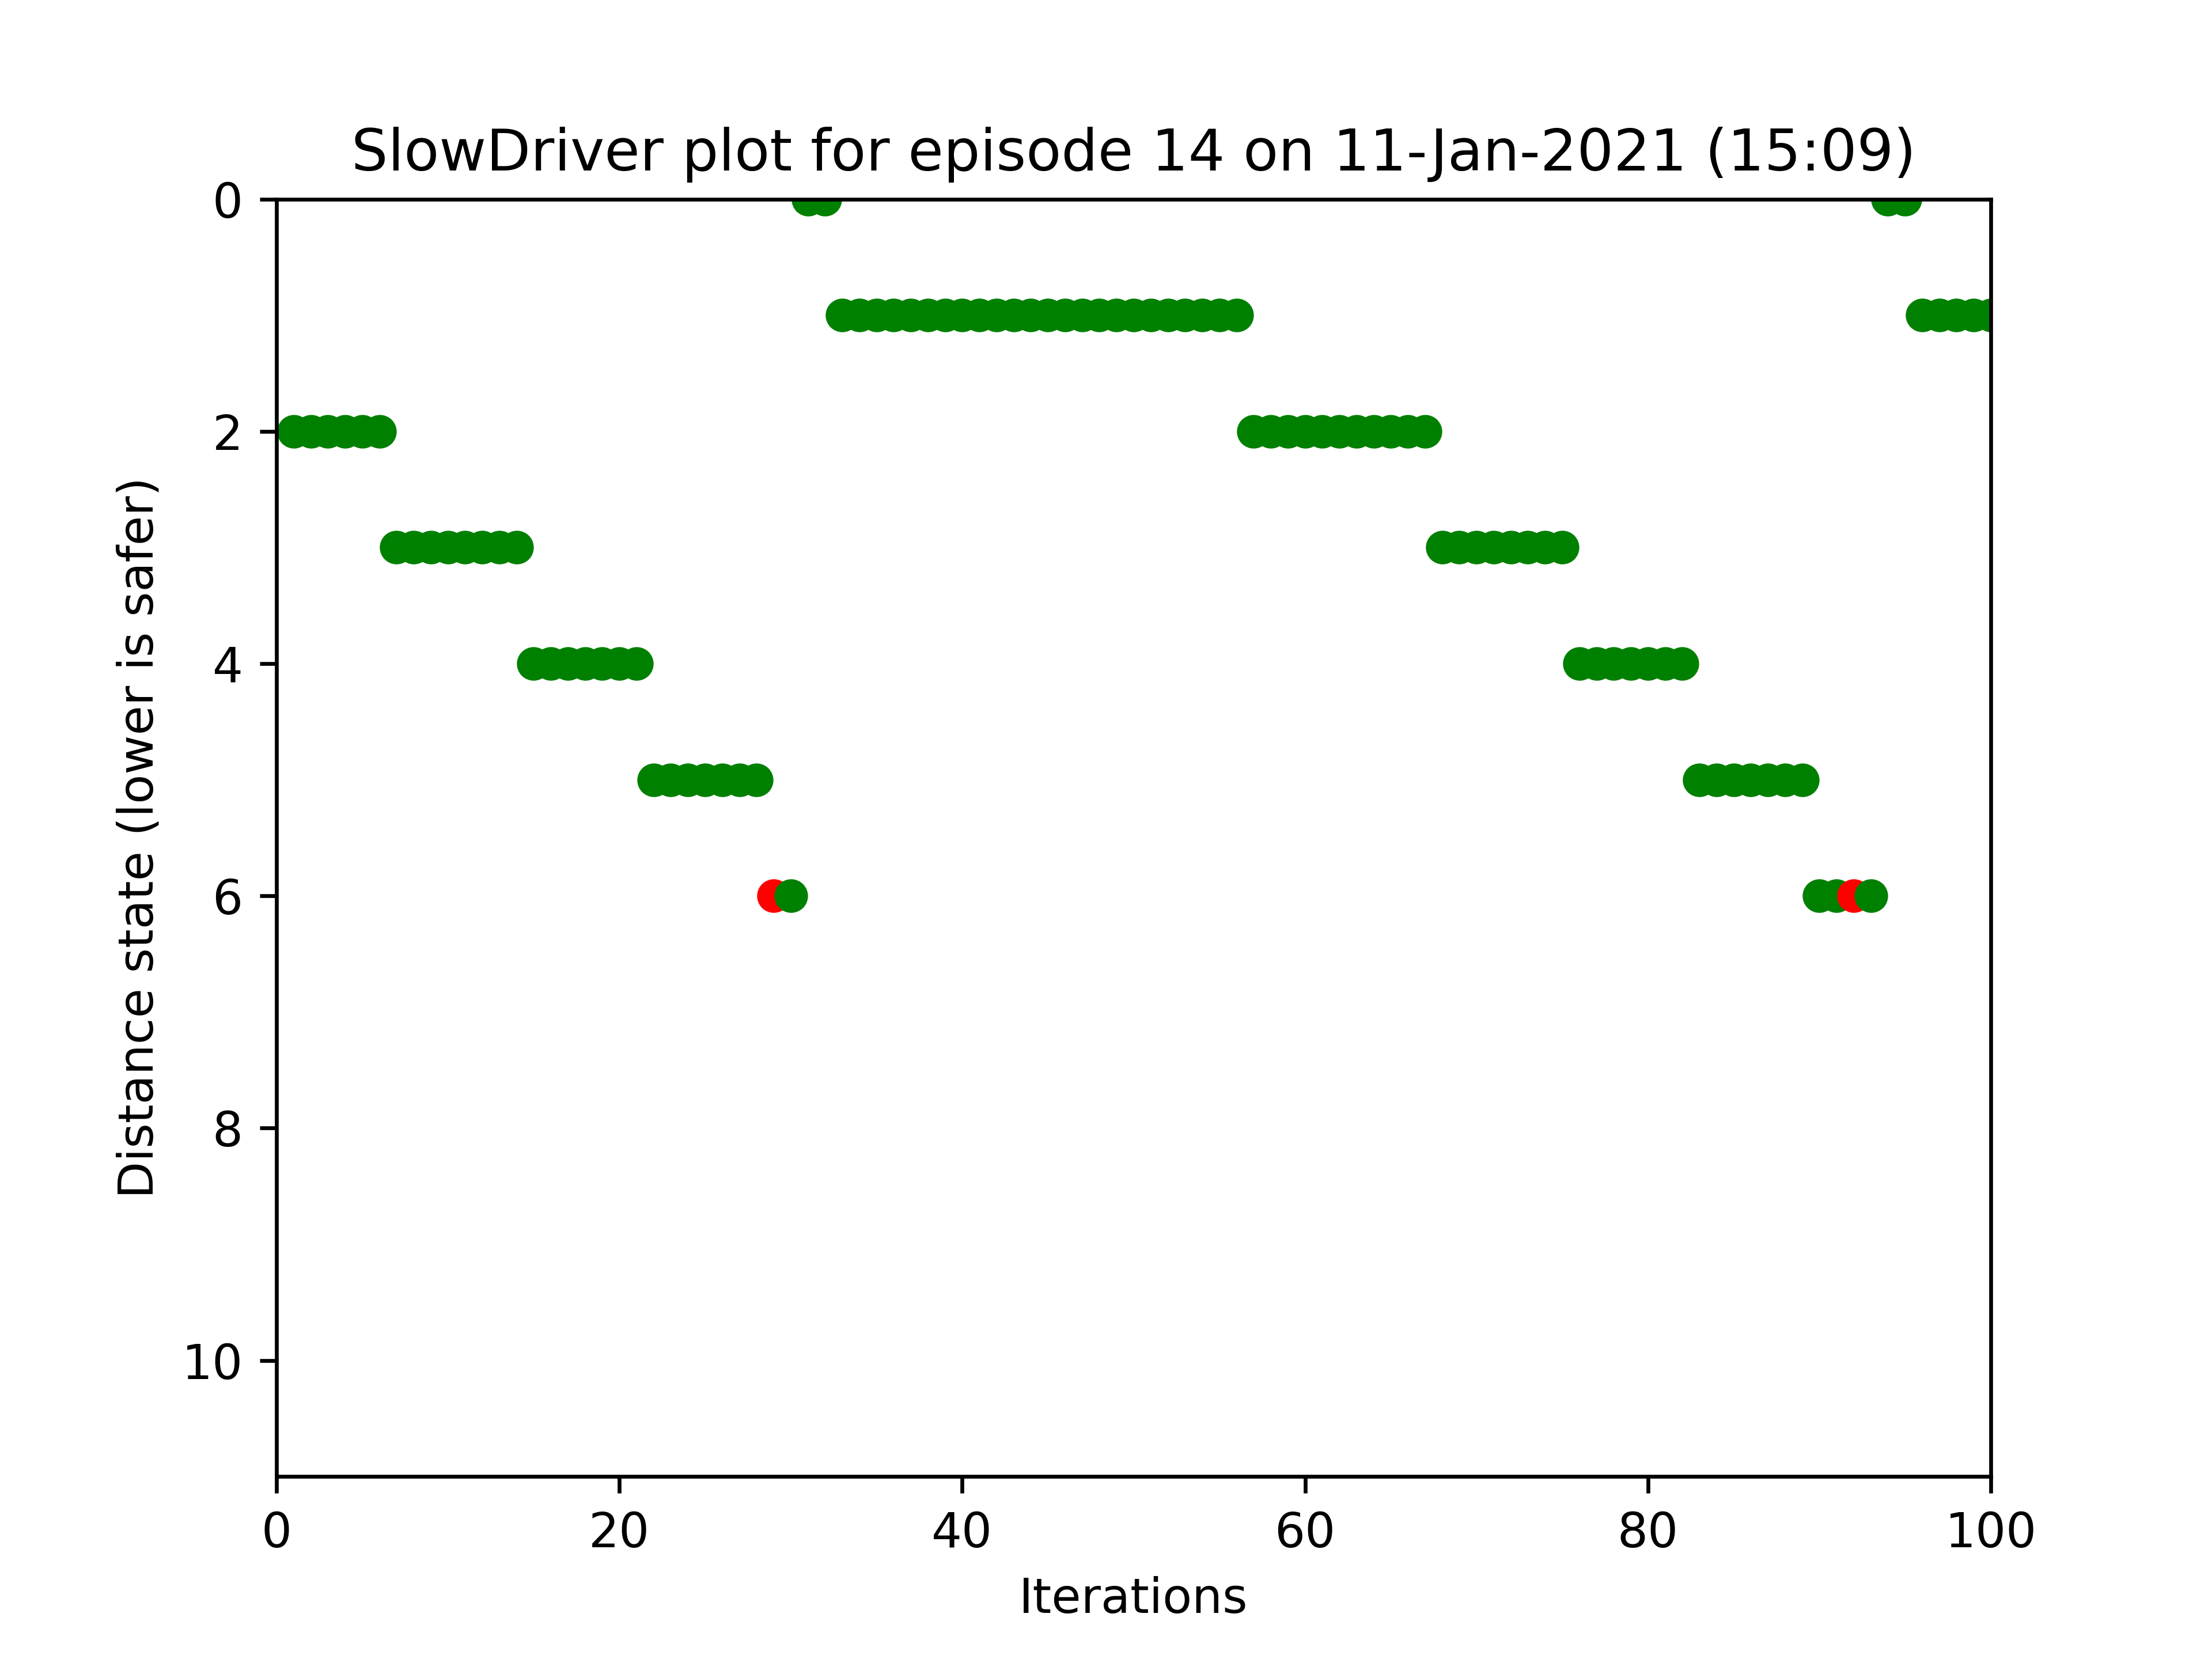 SlowDriver plot for episode 14 on 11-Jan-2021 (15:09)
Distance state (lower is safer)
0
2
4
6
8
10
0 20 40 60 80 100
Iterations